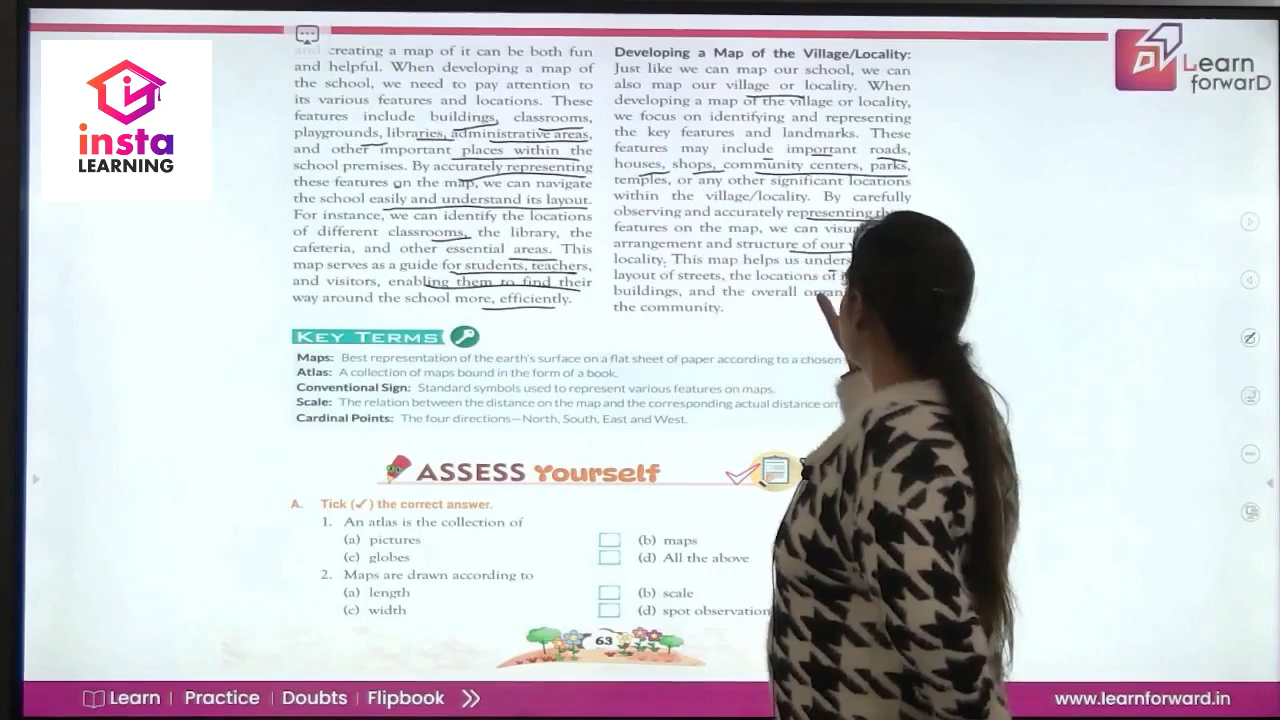 insta
LEARNING
Learn
forwarD
and creating a map of it can be both fun
and helpful. When developing a map of
the school, we need to pay attention to
its various features and locations. These
features include buildings, classrooms,
playgrounds, libraries, administrative areas,
and other important places within the
school premises. By accurately representing
these features on the map, we can navigate
the school easily and understand its layout.
For instance, we can identify the locations
of different classrooms, the library, the
cafeteria, and other essential areas. This
map serves as a guide for students, teachers,
and visitors, enabling them to find their
way around the school more, efficiently.
Developing a Map of the Village/Locality:
Just like we can map our school, we can
also map our village or locality. When
developing a map of the village or locality,
we focus on identifying and representing
the key features and landmarks. These
features may include important roads,
houses, shops, community centers, parks,
temples, or any other significant locations
within the village/locality. By carefully
observing and accurately representing
features on the map, we can
arrangement and structure of our
locality. This map helps us
layout of streets, the locations of
buildings, and the overall
the community.
KEY TERMS
Maps: Best representation of the earth's surface on a flat sheet of paper according to a chosen
Atlas: A collection of maps bound in the form of a book.
Conventional Sign: Standard symbols used to represent various features on maps.
Scale: The relation between the distance on the map and the corresponding actual distance
Cardinal Points: The four directions—North, South, East and West.
ASSESS Yourself
A. Tick (✓) the correct answer.
1. An atlas is the collection of
(a) pictures (b) maps
(c) globes (d) All the above
2. Maps are drawn according to
(a) length (b) scale
(c) width (d) spot observation
63
Learn | Practice | Doubts | Flipbook
www.learnforward.in